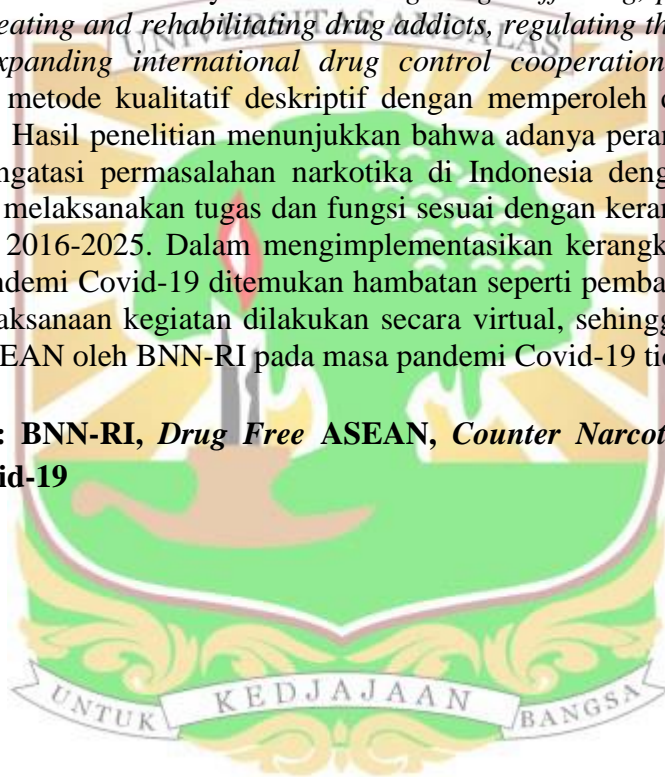 eating and rehabilitating drug addicts, regulating th
UNIVERSITAS ANDALAS
xpanding international drug control cooperation
metode kualitatif deskriptif dengan memperoleh
Hasil penelitian menunjukkan bahwa adanya peran
ngatasi permasalahan narkotika di Indonesia deng
melaksanakan tugas dan fungsi sesuai dengan keran
2016-2025. Dalam mengimplementasikan kerangk
ndemi Covid-19 ditemukan hambatan seperti pemba
aksanaan kegiatan dilakukan secara virtual, sehingg
EAN oleh BNN-RI pada masa pandemi Covid-19 tid
: BNN-RI, Drug Free ASEAN, Counter Narcot
id-19
UNTUK KEDJAJAAN BANGSA